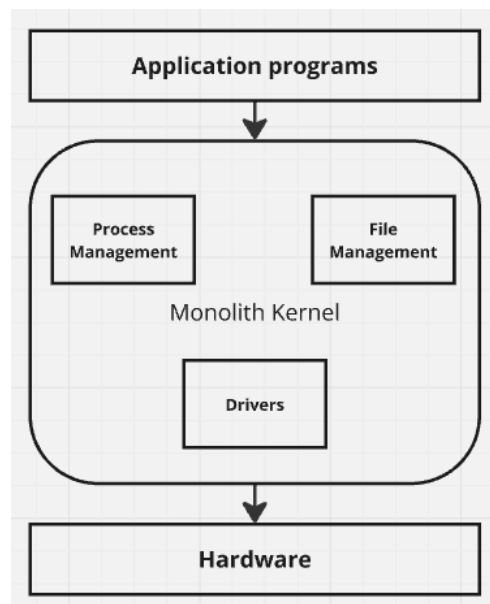 Application programs
Process
Management
File
Management
Monolith Kernel
Drivers
Hardware